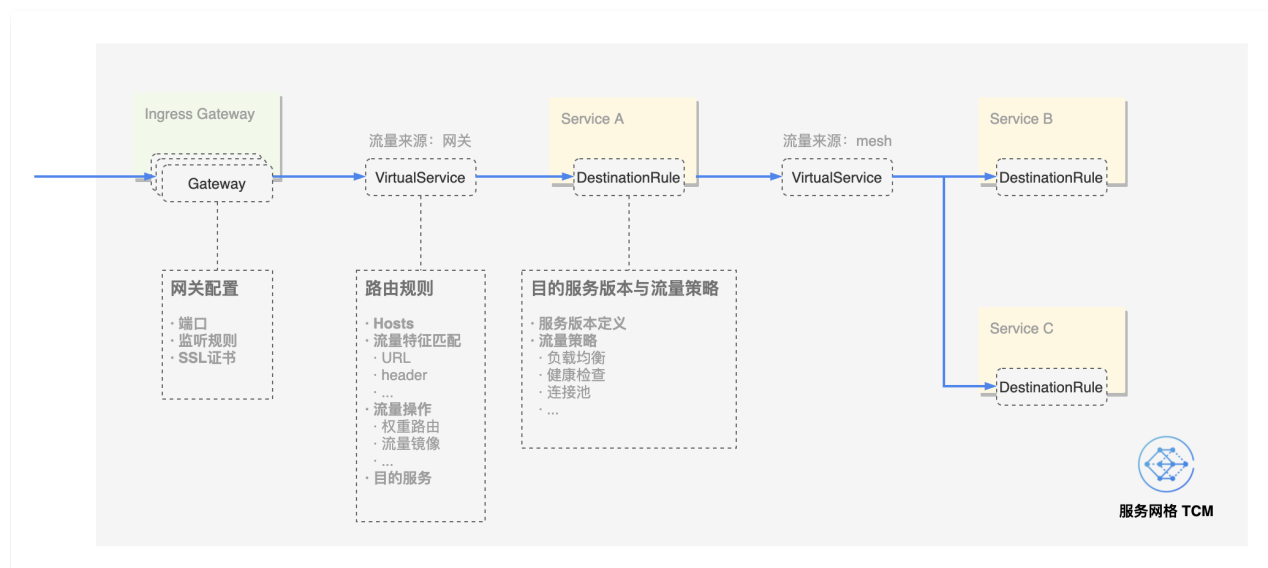 Ingress Gateway
Gateway
流量来源：网关
VirtualService
Service A
DestinationRule
流量来源：mesh
VirtualService
Service B
DestinationRule
Service C
DestinationRule
网关配置
· 端口
· 监听规则
· SSL证书
路由规则
· Hosts
· 流量特征匹配
· URL
· header
· ...
· 流量操作
· 权重路由
· 流量镜像
· ...
· 目的服务
目的服务版本与流量策略
· 服务版本定义
· 流量策略
· 负载均衡
· 健康检查
· 连接池
· ...
服务网格 TCM